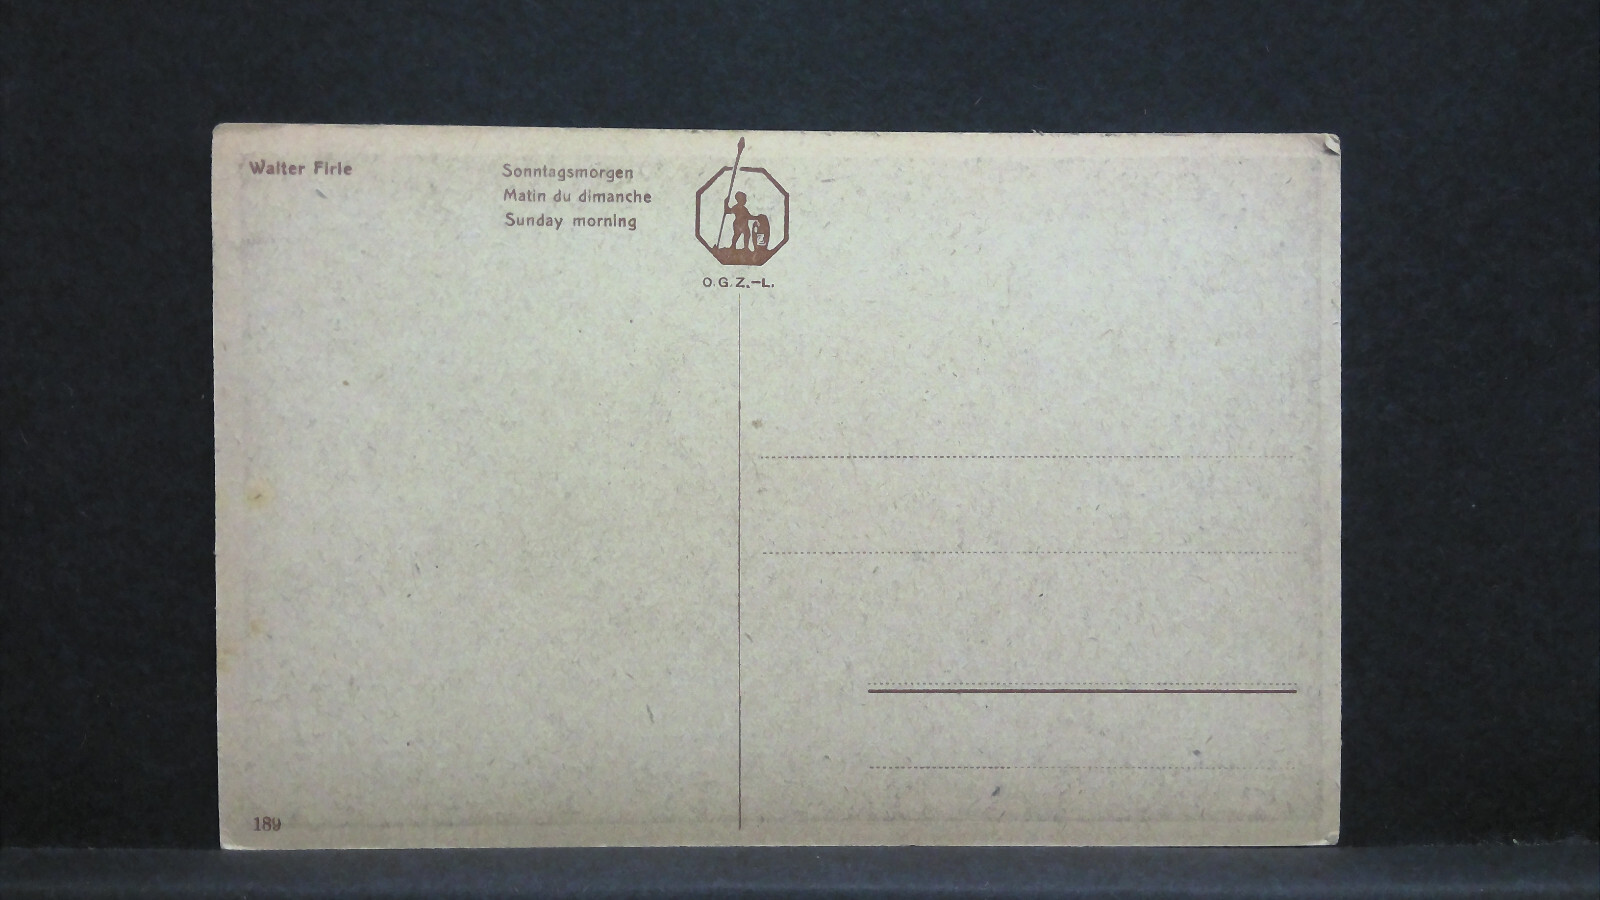 Walter Firle
Sonntagsmorgen
Matin du dimanche
Sunday morning
O.G.Z.-L.
189